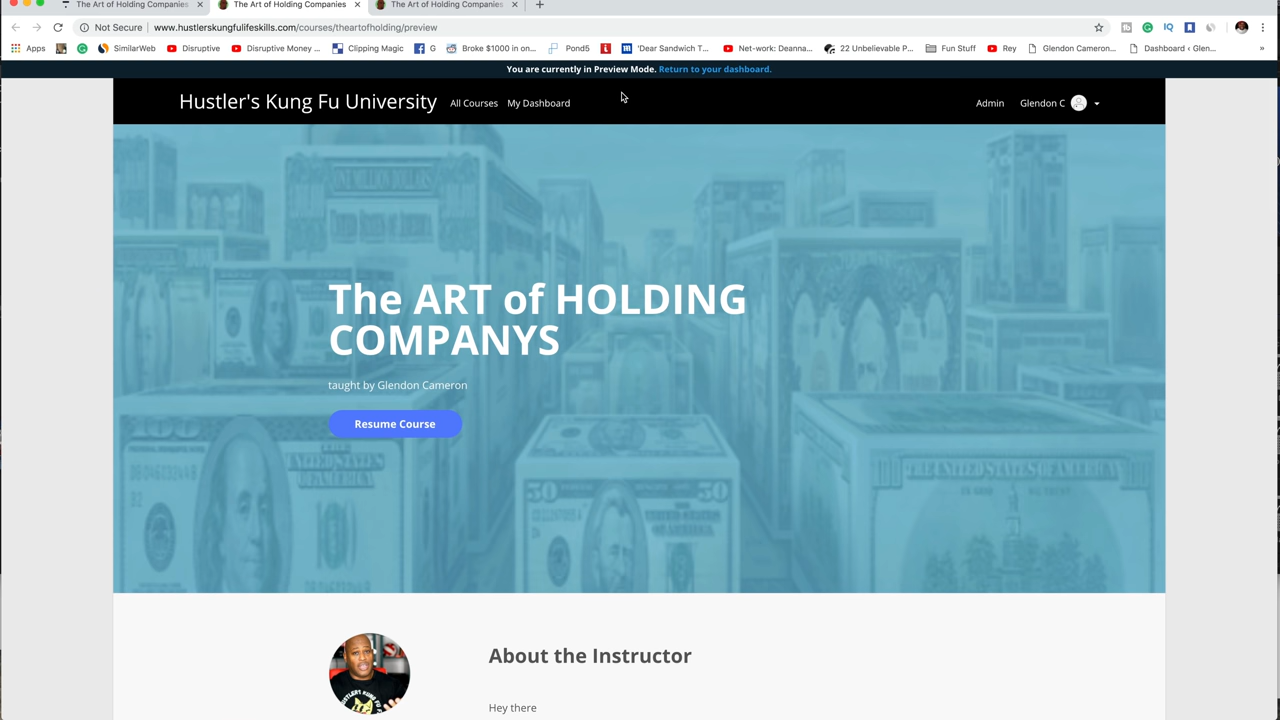 The Art of Holding Companies
The Art of Holding Companies
The Art of Holding Companies
Not Secure
www.hustlerskungfulifeskills.com/courses/theartofholding/preview
Apps
SimilarWeb
Disruptive
Disruptive Money ...
Clipping Magic
G
Broke $1000 in on...
Pond5
'Dear Sandwich T...
Net-work: Deanna...
22 Unbelievable P...
Fun Stuff
Rey
Glendon Cameron...
Dashboard ‹ Glen...
You are currently in Preview Mode. Return to your dashboard.
Hustler's Kung Fu University
All Courses
My Dashboard
Admin
Glendon C
The ART of HOLDING
COMPANYS
taught by Glendon Cameron
Resume Course
About the Instructor
Hey there